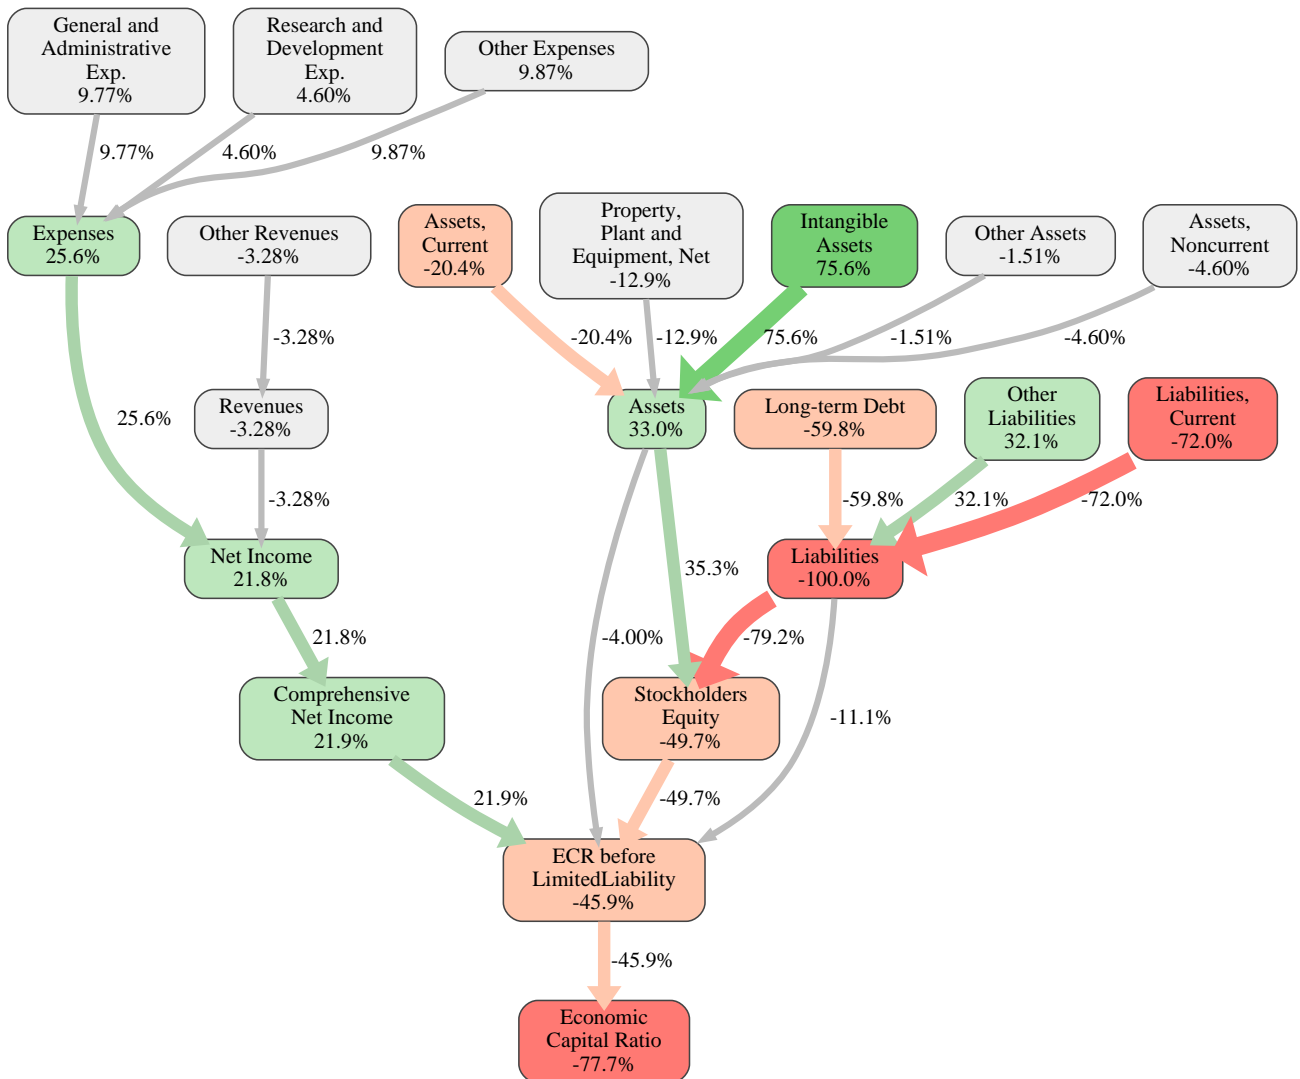 General and
Administrative
Exp.
9.77%
Research and
Development
Exp.
4.60%
Other Expenses
9.87%
9.77%
4.60%
9.87%
Expenses
25.6%
Other Revenues
-3.28%
Assets,
Current
-20.4%
Property,
Plant and
Equipment, Net
-12.9%
Intangible
Assets
75.6%
Other Assets
-1.51%
Assets,
Noncurrent
-4.60%
-3.28%
-20.4%
-12.9%
75.6%
-1.51%
-4.60%
25.6%
Revenues
-3.28%
Assets
33.0%
Long-term Debt
-59.8%
Other
Liabilities
32.1%
Liabilities,
Current
-72.0%
-3.28%
-59.8%
32.1%
-72.0%
Net Income
21.8%
35.3%
Liabilities
-100.0%
21.8%
-4.00%
-79.2%
Comprehensive
Net Income
21.9%
Stockholders
Equity
-49.7%
-11.1%
21.9%
-49.7%
ECR before
LimitedLiability
-45.9%
-45.9%
Economic
Capital Ratio
-77.7%